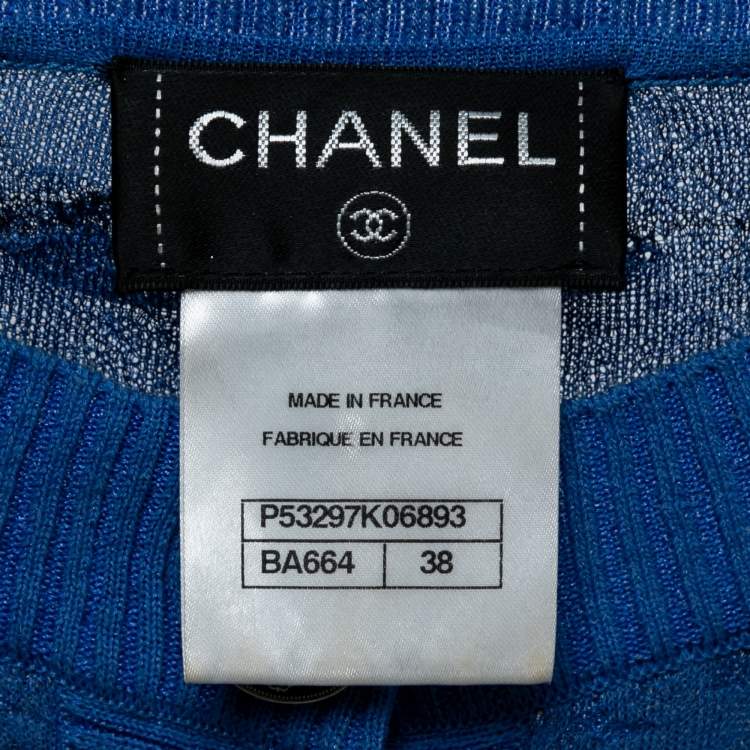 CHANEL
MADE IN FRANCE
FABRIQUE EN FRANCE
P53297K06893
BA664 38